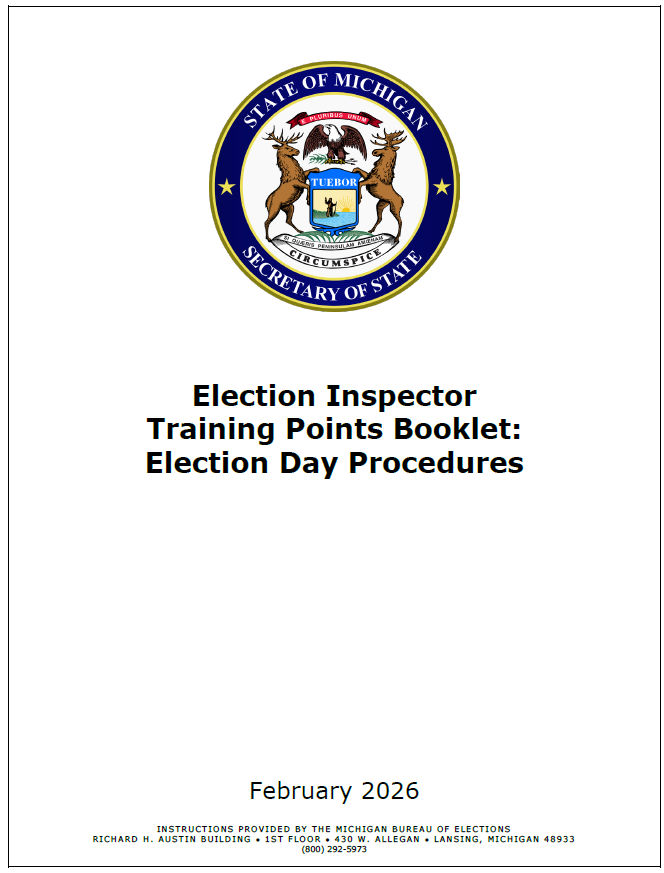 STATE OF MICHIGAN
E PLURIBUS UNUM
TUEBOR
SI QUÆRIS PENINSULAM AMŒNAM
CIRCUMSPICE
SECRETARY OF STATE
Election Inspector
Training Points Booklet:
Election Day Procedures
February 2026
INSTRUCTIONS PROVIDED BY THE MICHIGAN BUREAU OF ELECTIONS
RICHARD H. AUSTIN BUILDING • 1ST FLOOR • 430 W. ALLEGAN • LANSING, MICHIGAN 48933
(800) 292-5973